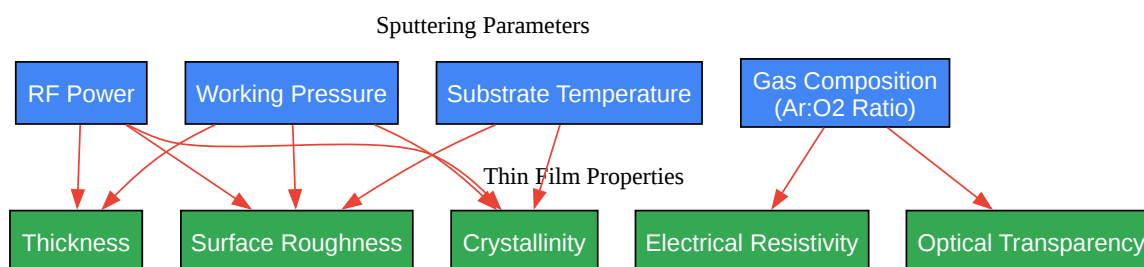 Sputtering Parameters
RF Power
Working Pressure
Substrate Temperature
Gas Composition
(Ar:O2 Ratio)
Thin Film Properties
Thickness
Surface Roughness
Crystallinity
Electrical Resistivity
Optical Transparency